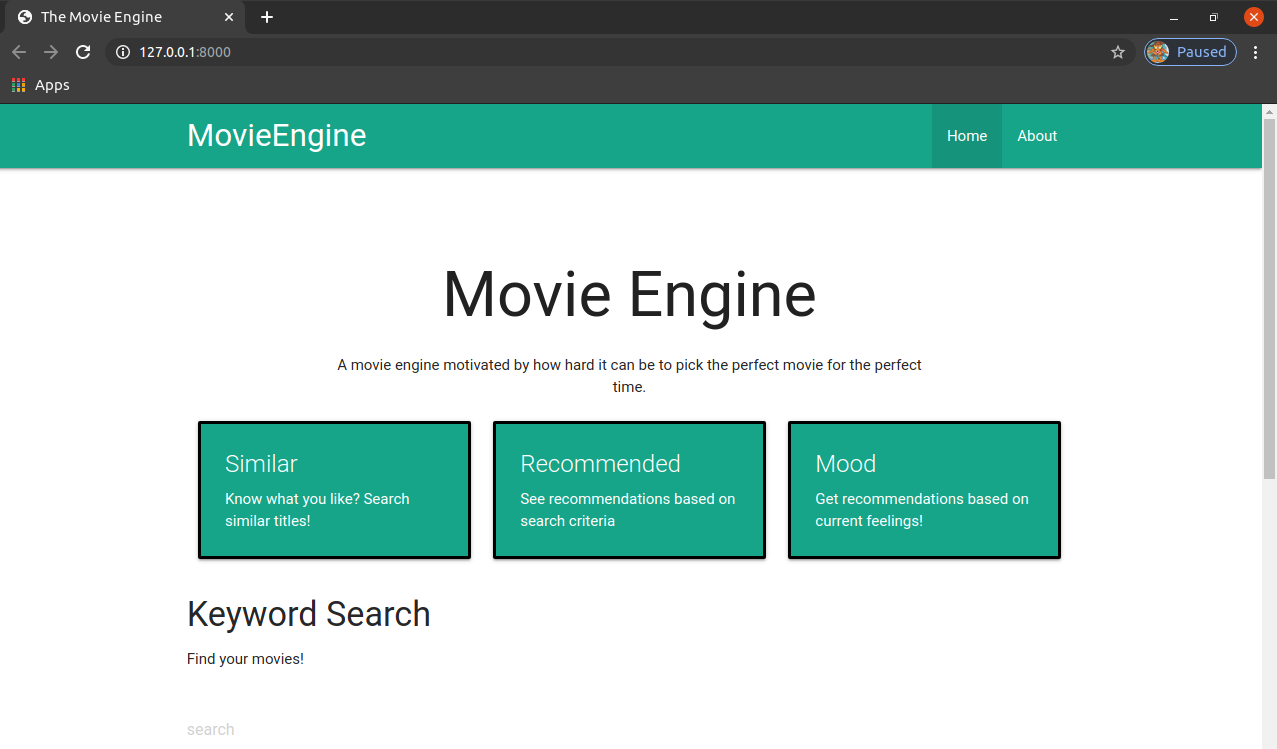 The Movie Engine
127.0.0.1:8000
Paused
Apps
MovieEngine
Home
About
Movie Engine
A movie engine motivated by how hard it can be to pick the perfect movie for the perfect
time.
Similar
Know what you like? Search
similar titles!
Recommended
See recommendations based on
search criteria
Mood
Get recommendations based on
current feelings!
Keyword Search
Find your movies!
search